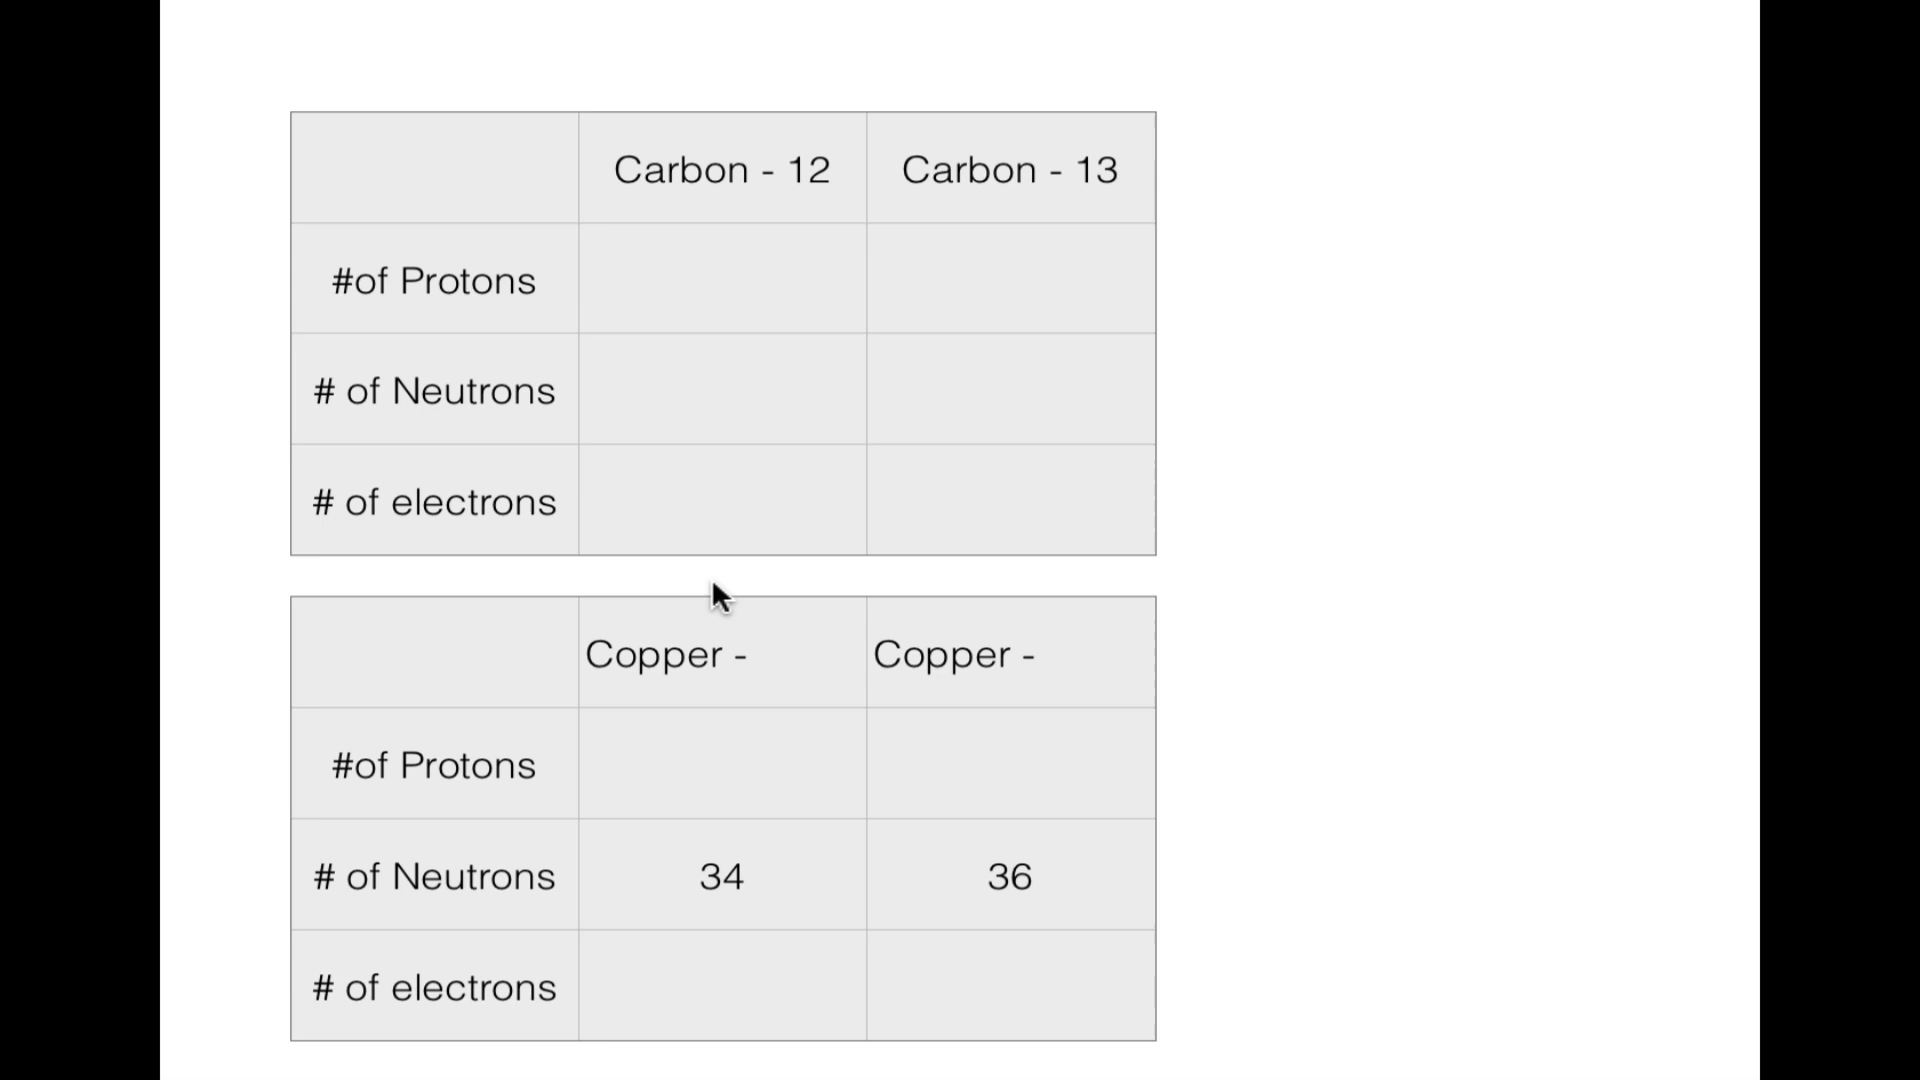 Carbon - 12 Carbon - 13
#of Protons
# of Neutrons
# of electrons
Copper - Copper -
#of Protons
# of Neutrons 34 36
# of electrons